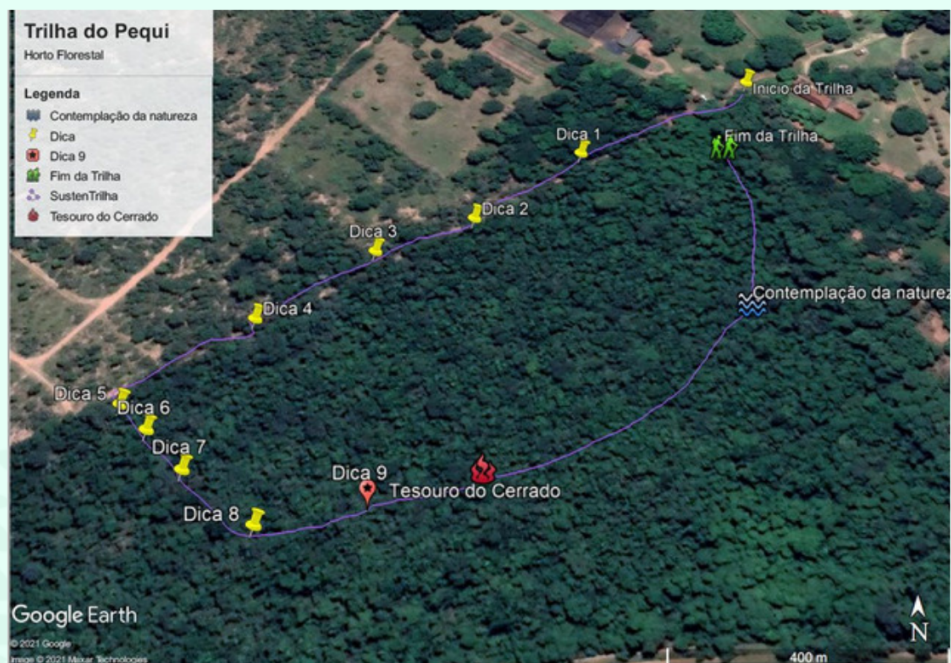 Trilha do Pequi
Horto Florestal
Legenda
Contemplação da natureza
Dica
Dica 9
Fim da Trilha
SustenTrilha
Tesouro do Cerrado
Inicio da Trilha
Fim da Trilha
Dica 1
Dica 2
Dica 3
Contemplação da naturez
Dica 4
Dica 5
Dica 6
Dica 7
Dica 9
Tesouro do Cerrado
Dica 8
Google Earth
N
© 2021 Google
Image © 2021 Maxar Technologies
400 m